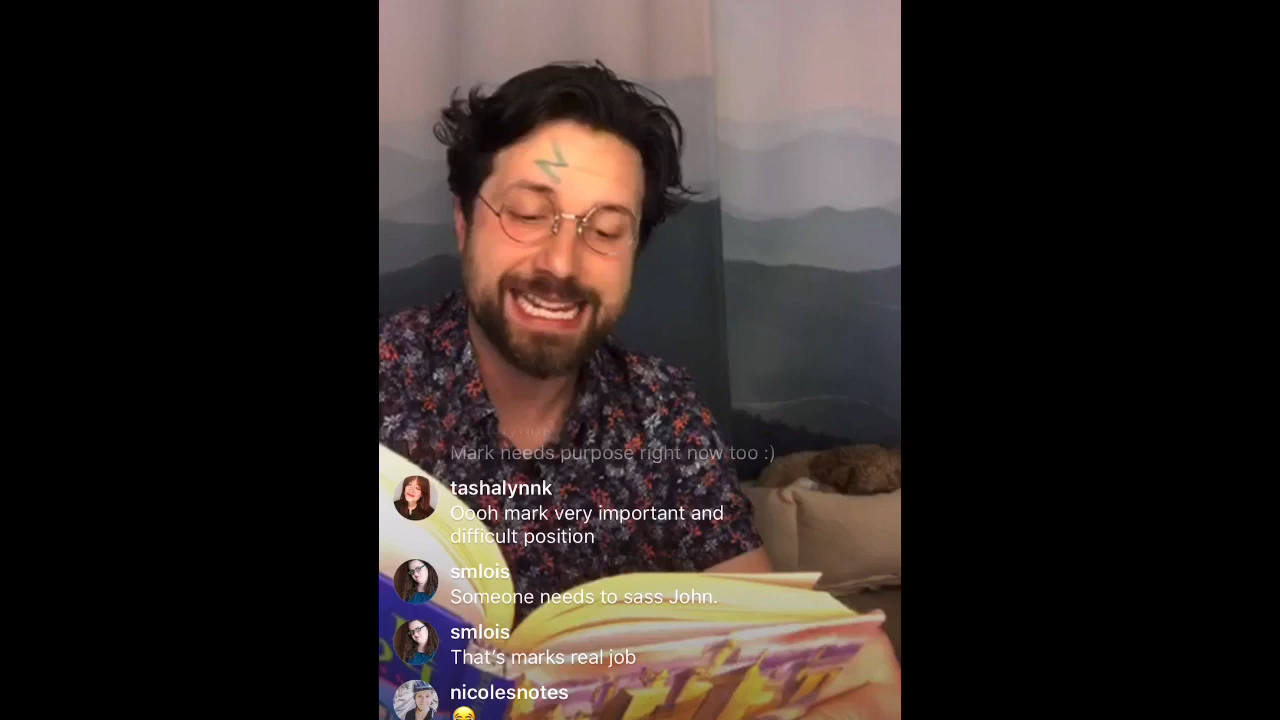 Mark needs purpose right now too :)
tashalynnk
Oooh mark very important and
difficult position
smlois
Someone needs to sass John.
smlois
That's marks real job
nicolesnotes
😂